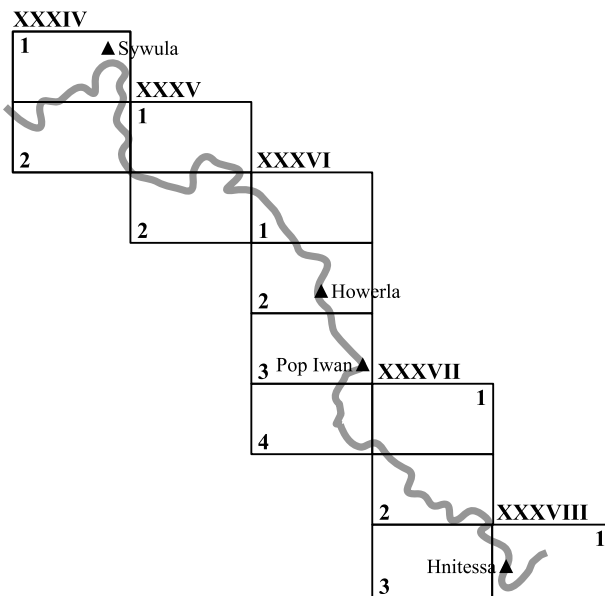 XXXIV
1
Sywula
XXXV
1
2
XXXVI
2
1
2
Howerla
3
Pop Iwan
XXXVII
1
4
2
XXXVIII
1
Hnitessa
3